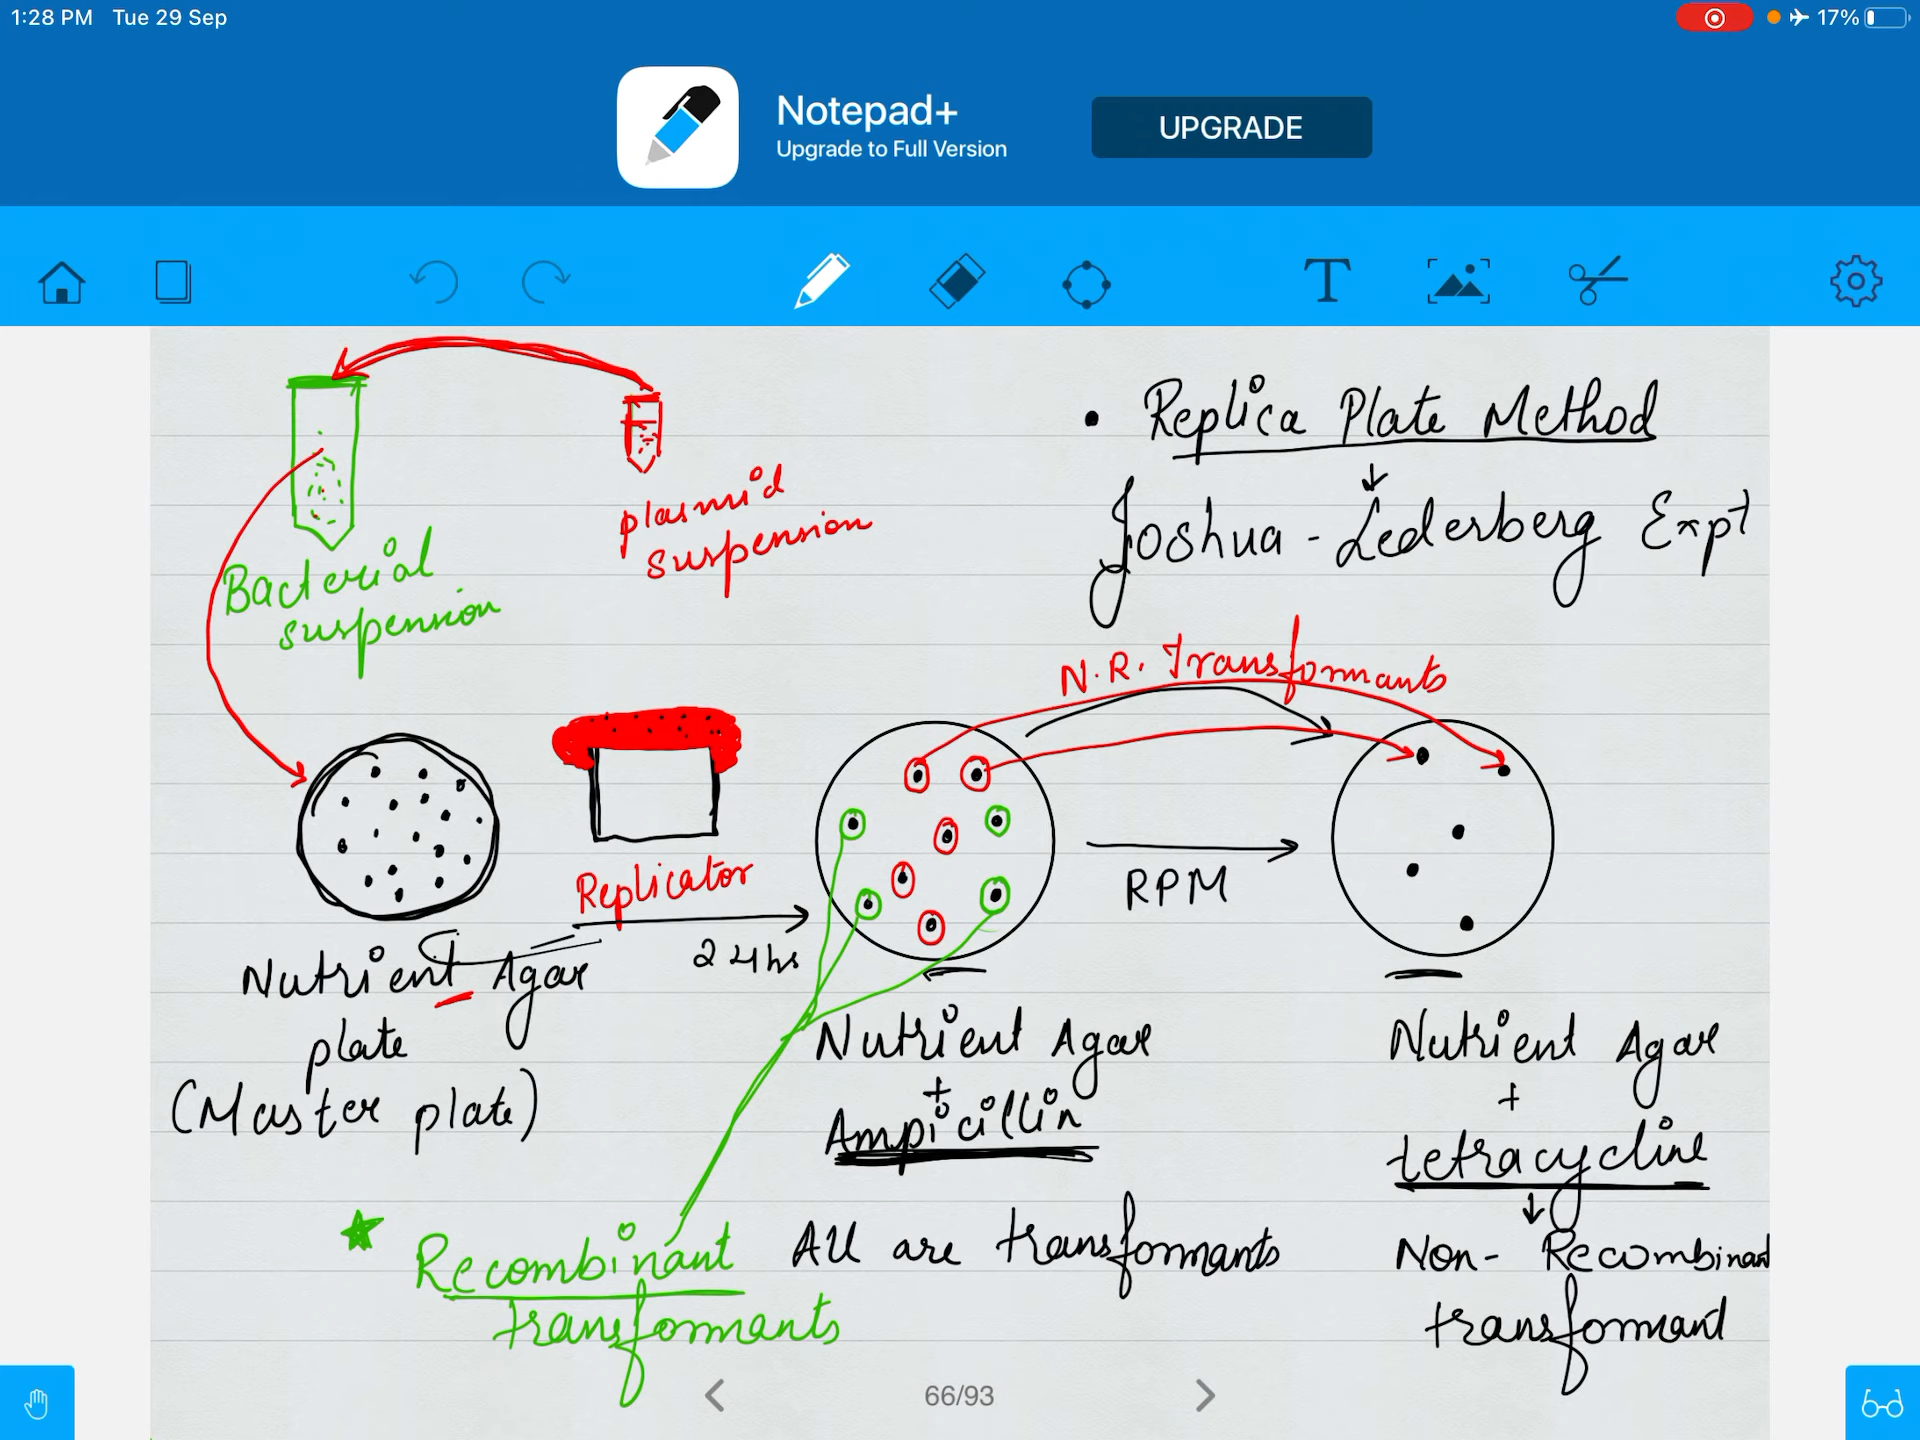 1:28 PM Tue 29 Sep
17%
Notepad+
Upgrade to Full Version
UPGRADE
T
• Replica Plate Method
Joshua - Lederberg Expt
plasmid
suspension
Bacterial
suspension
N.R. Transformants
Replicator
24hs
RPM
Nutrient Agar
plate
(Master plate)
Nutrient Agar
+
Ampicillin
All are transformants
Nutrient Agar
+
tetracycline
Non- Recombinant
transformant
Recombinant
transformants
66/93